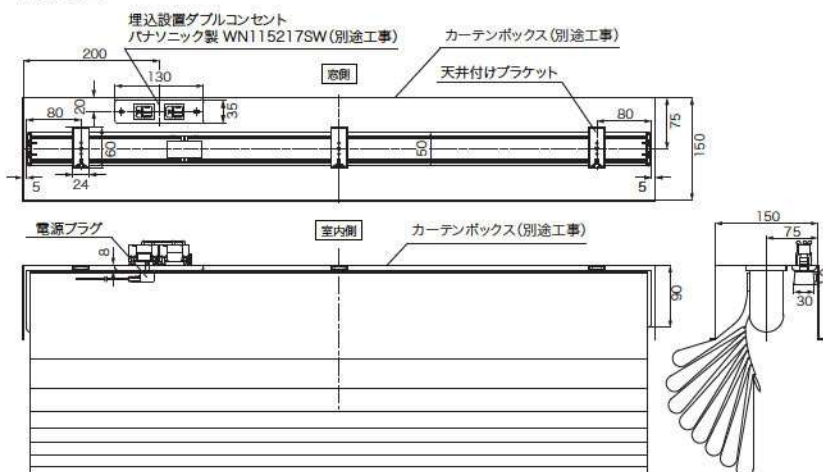 埋込設置ダブルコンセント
パナソニック製 WN115217SW(別途工事)
カーテンボックス(別途工事)
200
窓側
天井付けブラケット
130
80
20
35
80
75
150
60
50
5
24
5
電源プラグ
8
室内側
カーテンボックス(別途工事)
90
150
75
30